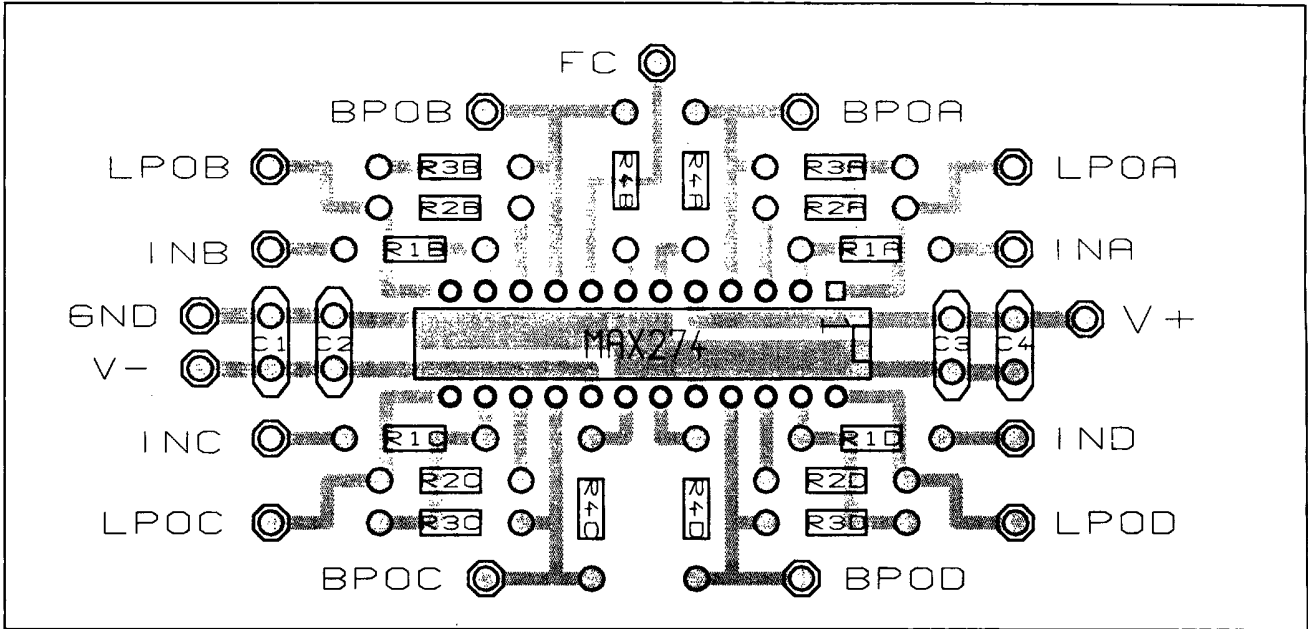 FC
BPOB BPOA
LPOB R3B R4B R4A R3A LPOA
R2B R2A
INB R1B R1A INA
GND V+
C1 C2 MAX274 C3 C4
V-
INC R1C R1D IND
R2C R2D
R4C R4D
LPOC R3C R3D LPOD
BPOC BPOD